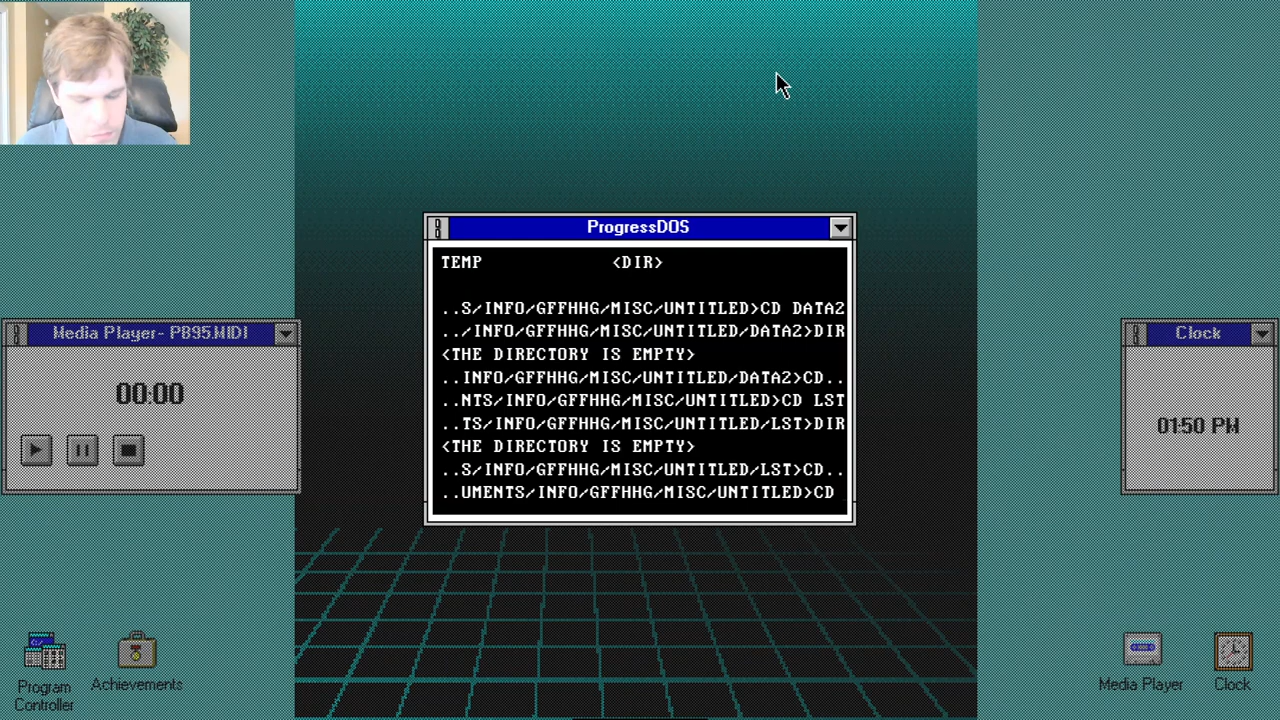 ProgressDOS
TEMP <DIR>
..S/INFO/GFFHHG/MISC/UNTITLED>CD DATA2
../INFO/GFFHHG/MISC/UNTITLED/DATA2>DIR
<THE DIRECTORY IS EMPTY>
..INFO/GFFHHG/MISC/UNTITLED/DATA2>CD..
..NTS/INFO/GFFHHG/MISC/UNTITLED>CD LST
..TS/INFO/GFFHHG/MISC/UNTITLED/LST>DIR
<THE DIRECTORY IS EMPTY>
..S/INFO/GFFHHG/MISC/UNTITLED/LST>CD..
..UMENTS/INFO/GFFHHG/MISC/UNTITLED>CD
Media Player- PB95.MIDI
00:00
Clock
01:50 PM
Program
Controller
Achievements
Media Player
Clock